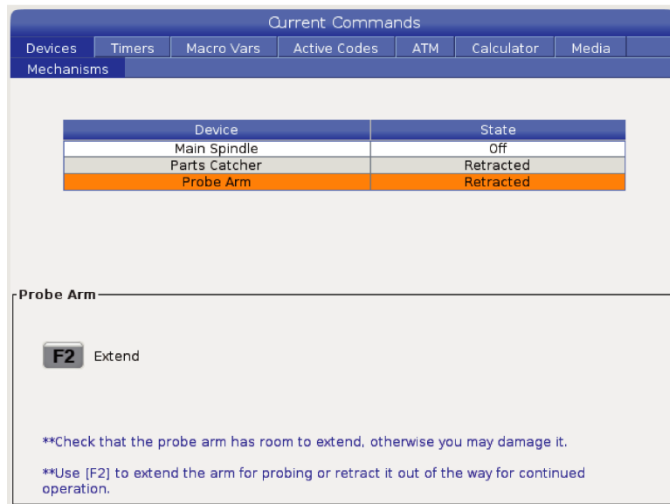 Current Commands
Devices Timers Macro Vars Active Codes ATM Calculator Media
Mechanisms
Device State
Main Spindle Off
Parts Catcher Retracted
Probe Arm Retracted
Probe Arm
F2 Extend
**Check that the probe arm has room to extend, otherwise you may damage it.
**Use [F2] to extend the arm for probing or retract it out of the way for continued
operation.